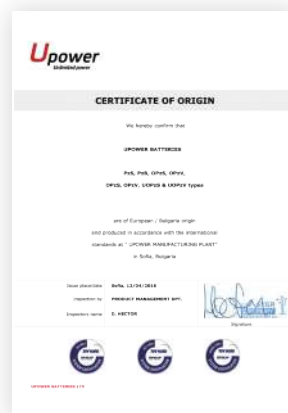 Upower
Unlimited power
CERTIFICATE OF ORIGIN
We hereby confirm that
UPOWER BATTERIES
PzS, PzB, OPzS, OPzV,
OPzS, OPzV, UOPzS & UOPzV types
are of European / Bulgaria origin
and produced in accordance with the international
standards at " UPOWER MANUFACTURING PLANT"
in Sofia, Bulgaria
Issue place/date Sofia, 12/04/2018
Inspection by PRODUCT MANAGEMENT DPT.
Inspectors name D. HECTOR
Signature
UPOWER BATTERIES LTD